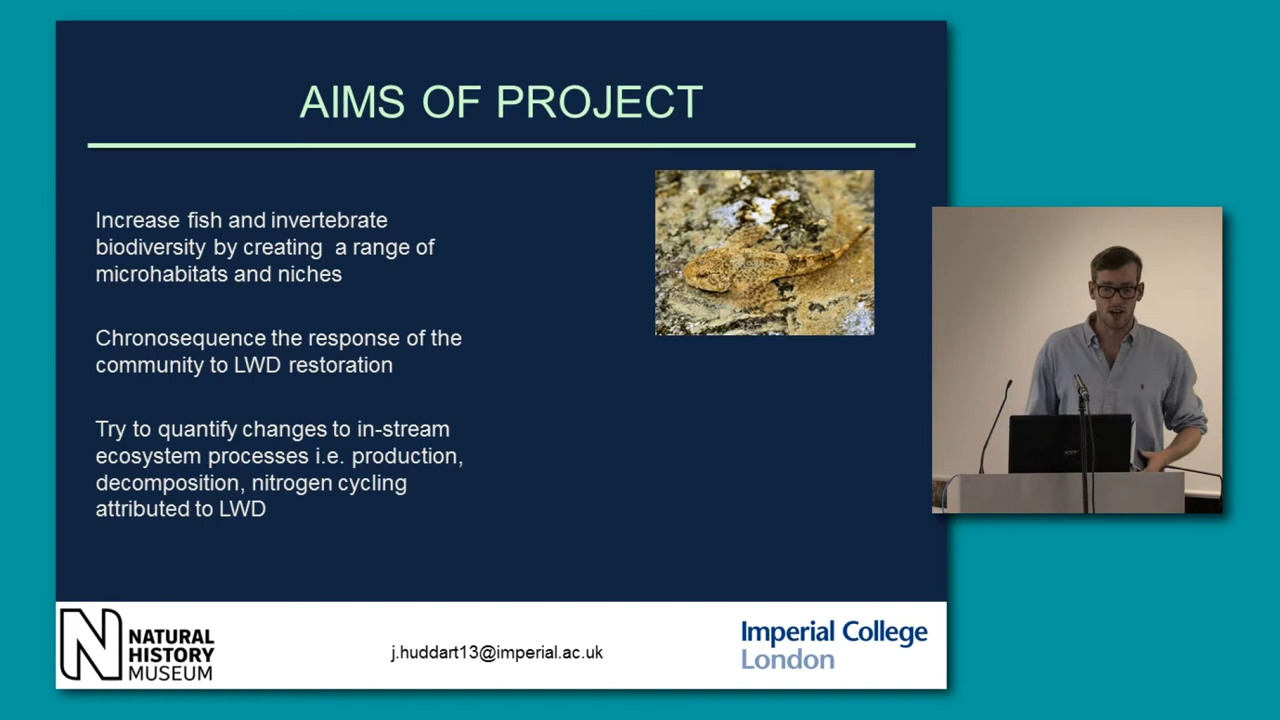 AIMS OF PROJECT
Increase fish and invertebrate
biodiversity by creating a range of
microhabitats and niches
Chronosequence the response of the
community to LWD restoration
Try to quantify changes to in-stream
ecosystem processes i.e. production,
decomposition, nitrogen cycling
attributed to LWD
N NATURAL
HISTORY
MUSEUM
j.huddart13@imperial.ac.uk
Imperial College
London